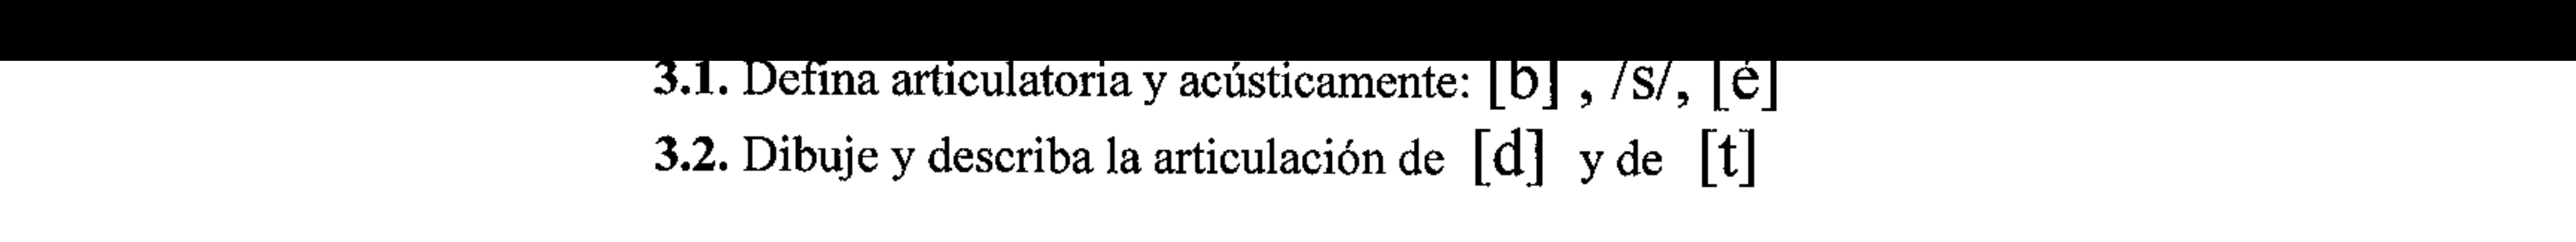 3.1. Defina articulatoria y acústicamente: [b] , /s/, [é]
3.2. Dibuje y describa la articulación de [d] y de [t]